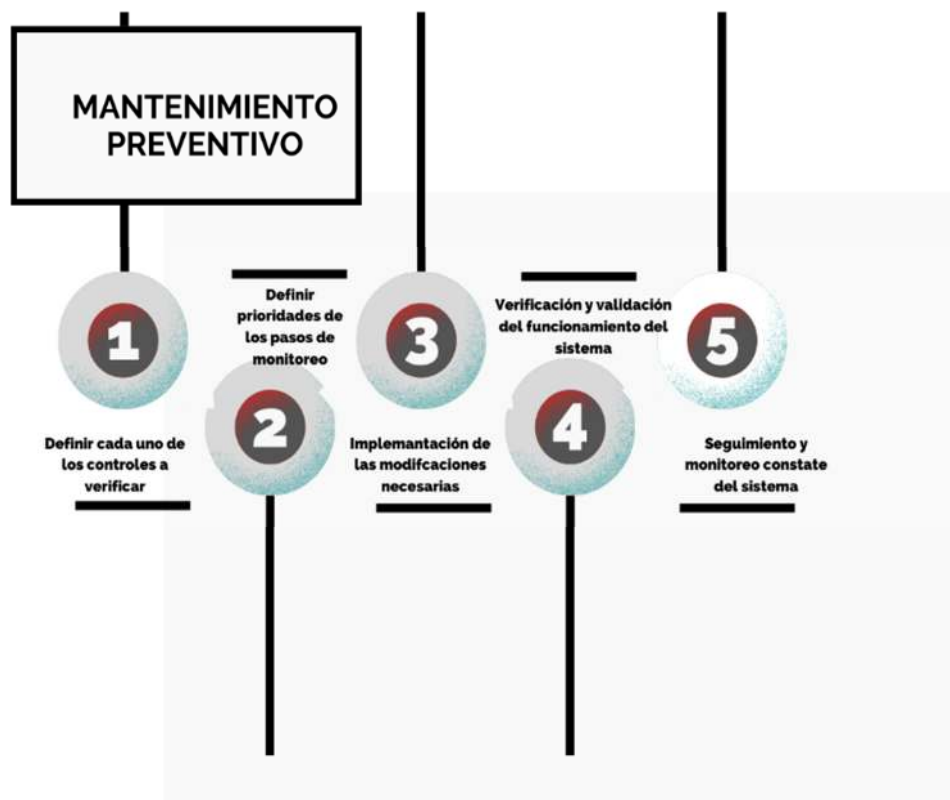 MANTENIMIENTO
PREVENTIVO
1
Definir cada uno de
los controles a
verificar
Definir
prioridades de
los pasos de
monitoreo
2
3
Implemantación de
las modifcaciones
necesarias
Verificación y validación
del funcionamiento del
sistema
4
5
Seguimiento y
monitoreo constate
del sistema